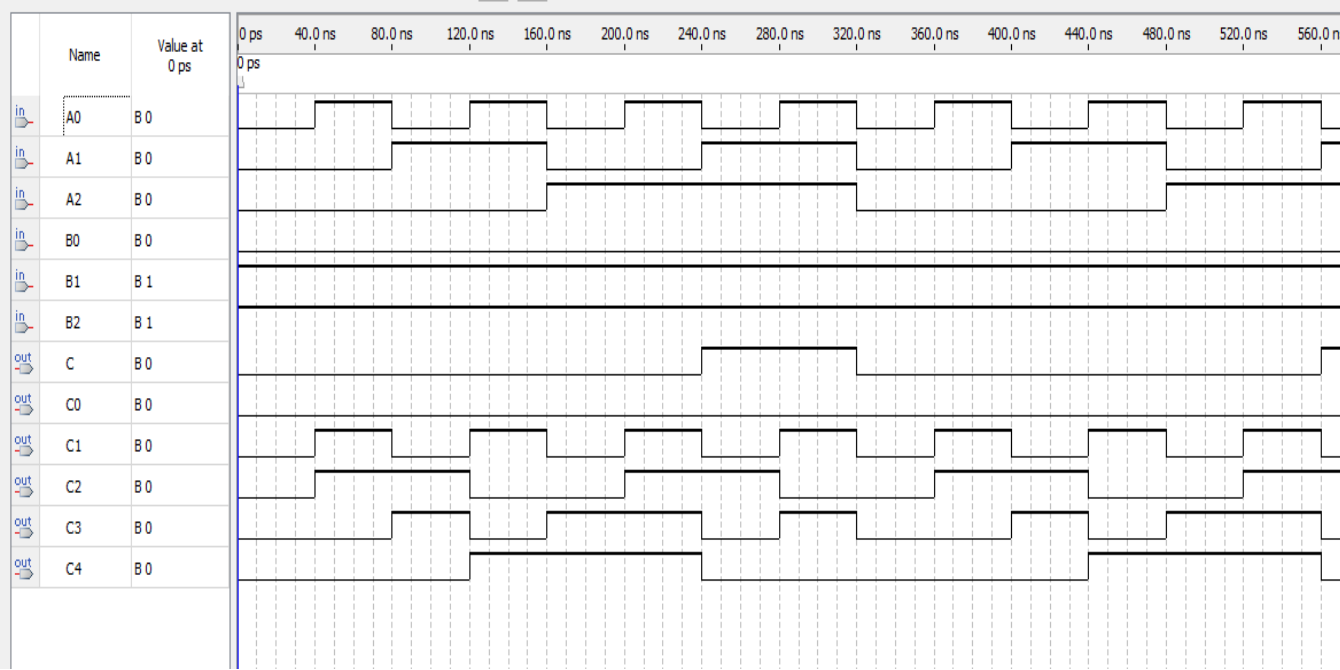 Name
Value at
0 ps
0 ps 40.0 ns 80.0 ns 120.0 ns 160.0 ns 200.0 ns 240.0 ns 280.0 ns 320.0 ns 360.0 ns 400.0 ns 440.0 ns 480.0 ns 520.0 ns 560.0 n
0 ps
in A0 B 0
in A1 B 0
in A2 B 0
in B0 B 0
in B1 B 1
in B2 B 1
out C B 0
out C0 B 0
out C1 B 0
out C2 B 0
out C3 B 0
out C4 B 0